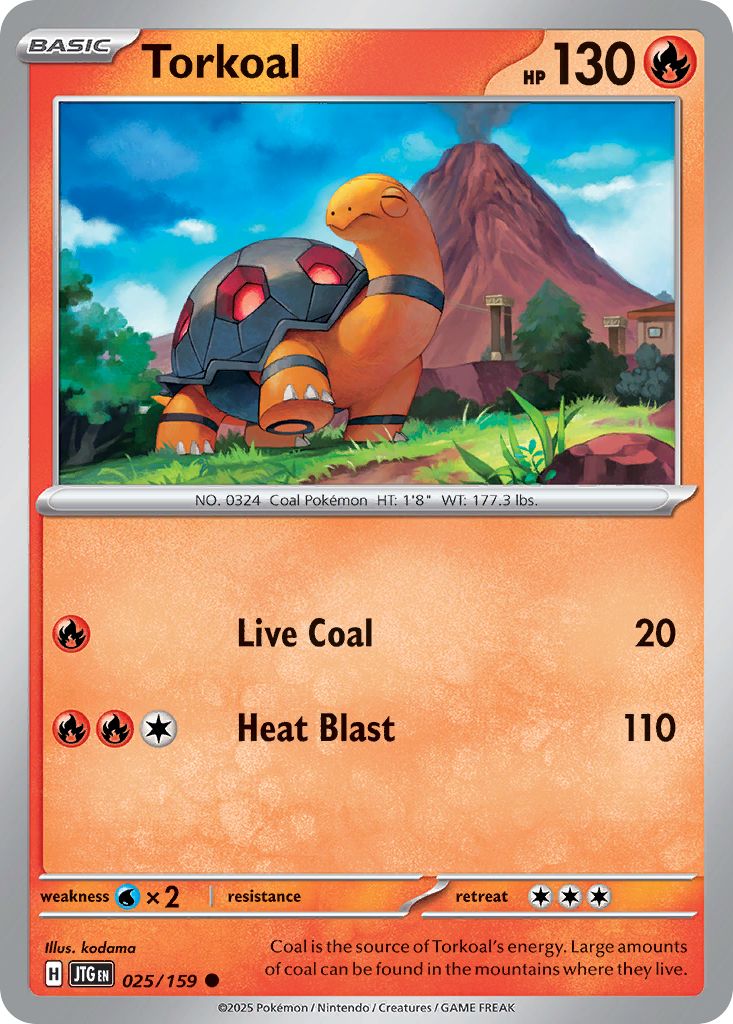 BASIC
Torkoal
HP 130
NO. 0324 Coal Pokémon HT: 1'8" WT: 177.3 lbs.
Live Coal 20
Heat Blast 110
weakness ×2 resistance retreat
Illus. kodama
Coal is the source of Torkoal's energy. Large amounts
of coal can be found in the mountains where they live.
H JTG EN 025/159
©2025 Pokémon / Nintendo / Creatures / GAME FREAK